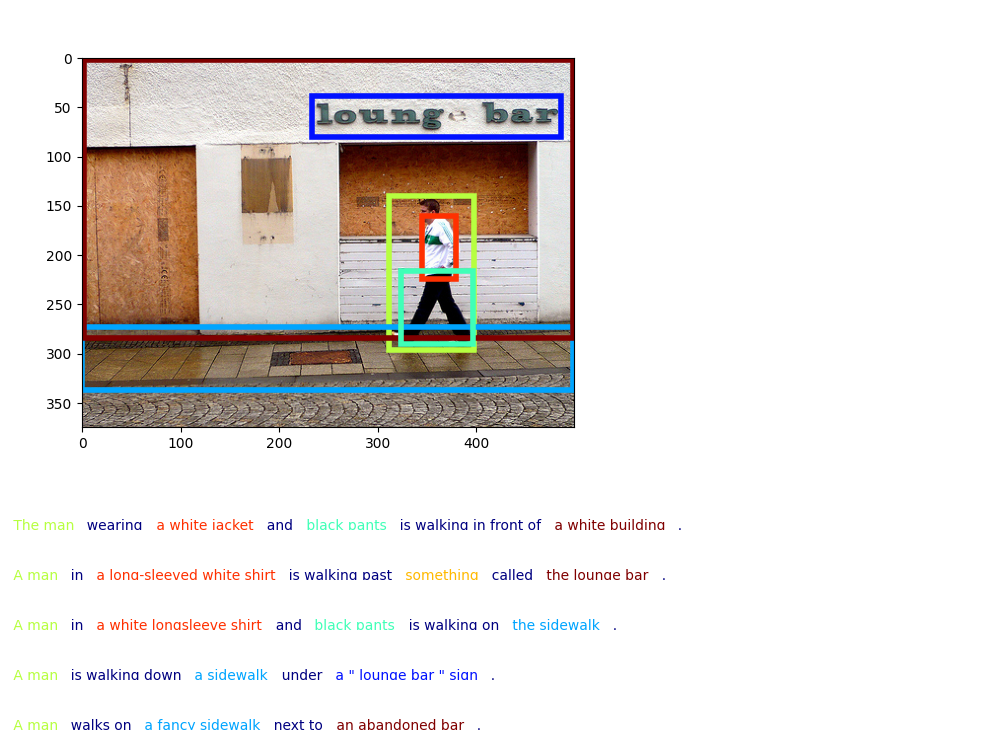 0
50
lounge bar
100
150
200
250
300
350
0 100 200 300 400
The man wearing a white jacket and black pants is walking in front of a white building .
A man in a long-sleeved white shirt is walking past something called the lounge bar .
A man in a white longsleeve shirt and black pants is walking on the sidewalk .
A man is walking down a sidewalk under a " lounge bar " sign .
A man walks on a fancy sidewalk next to an abandoned bar .